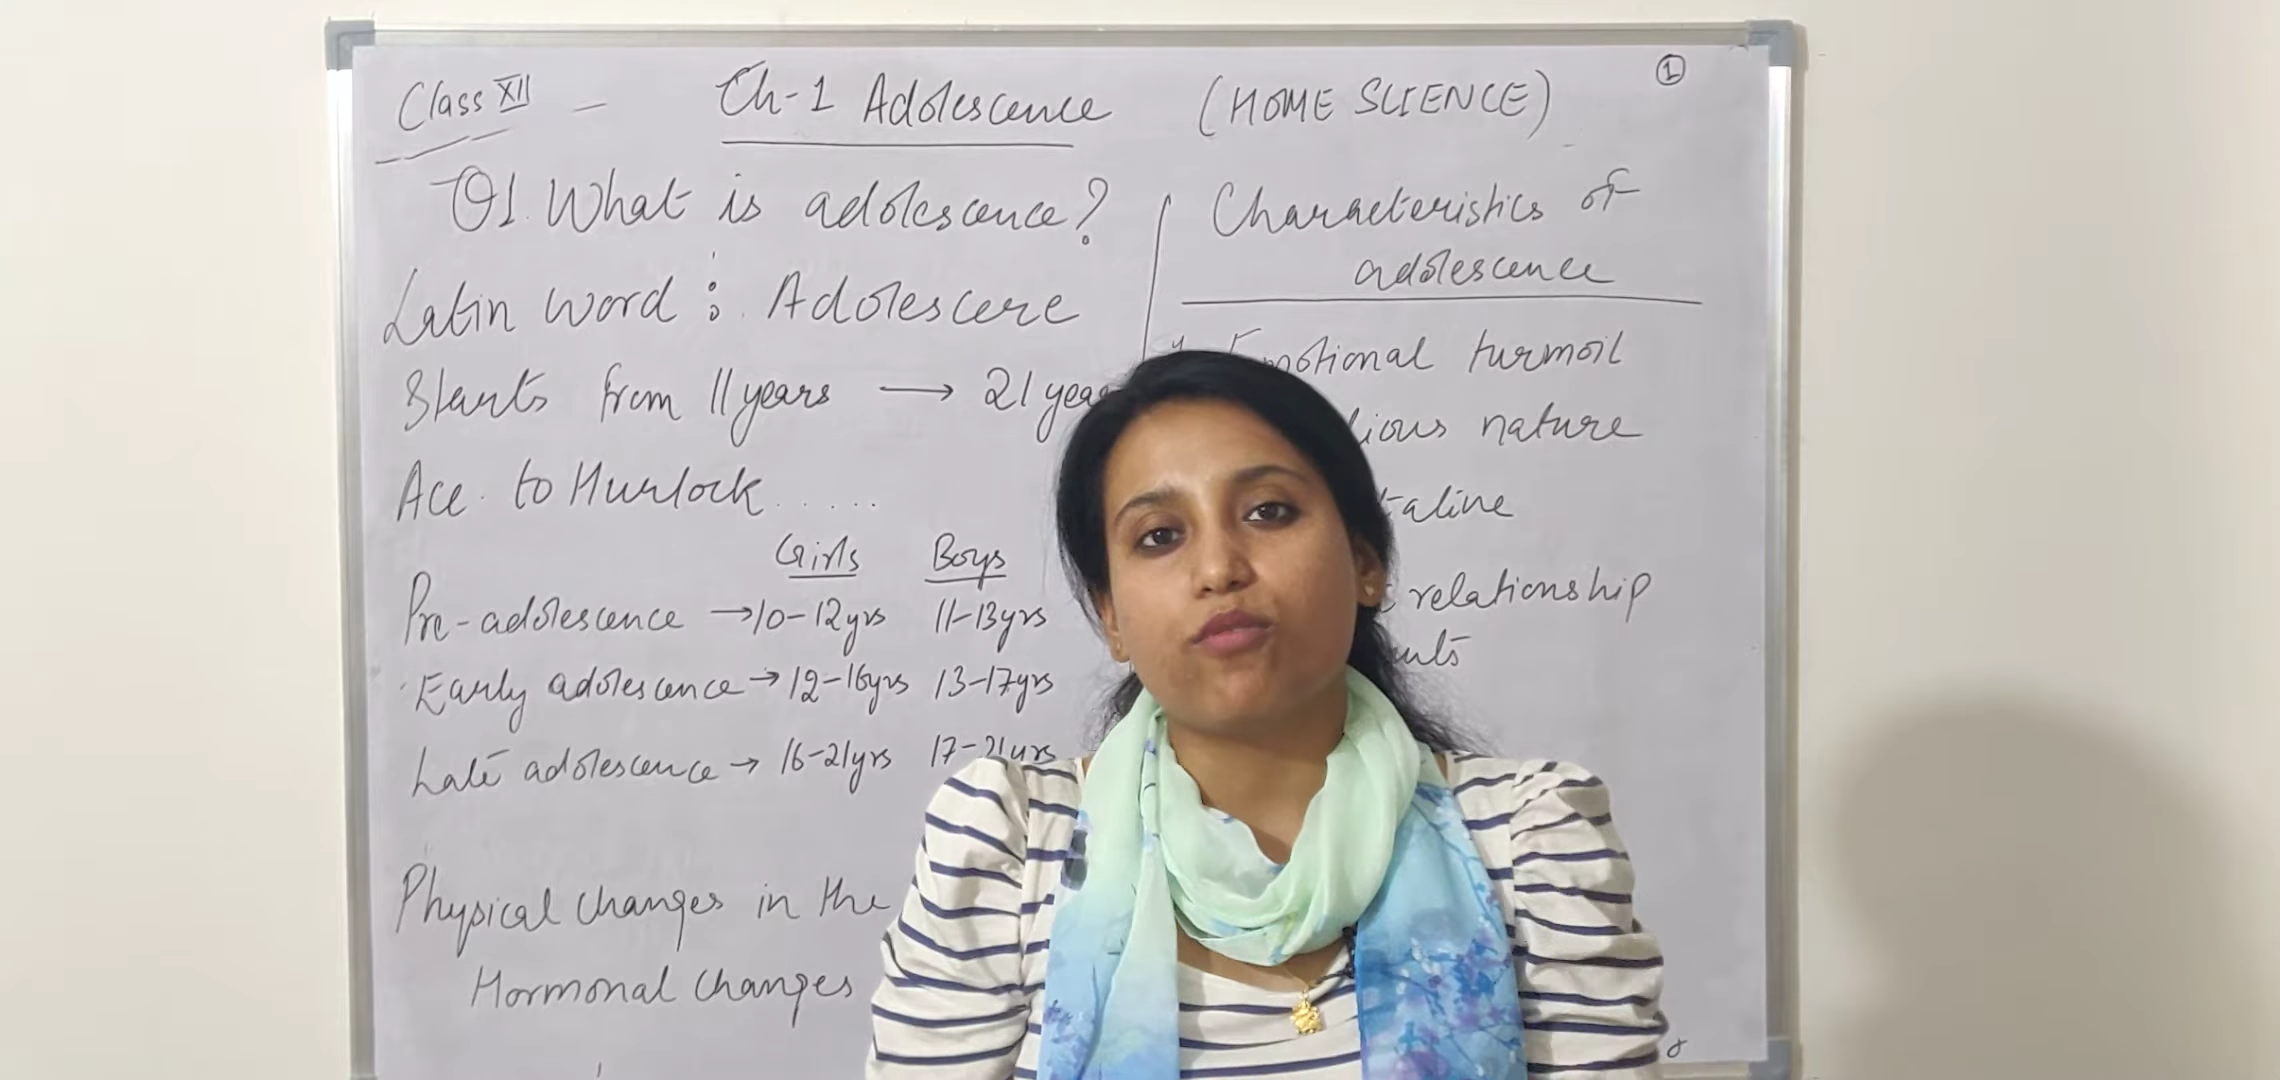 Class XII - Ch-1 Adolescence (HOME SCIENCE) 1
Q1. What is adolescence?
Latin word : Adolescere
Starts from 11 years → 21 years
Acc. to Hurlock.....
Girls Boys
Pre-adolescence → 10-12yrs 11-13yrs
Early adolescence → 12-16yrs 13-17yrs
Late adolescence → 16-21yrs 17-21yrs
Physical changes in the
Hormonal changes
Characteristics of
adolescence
Emotional turmoil
nature
relationship